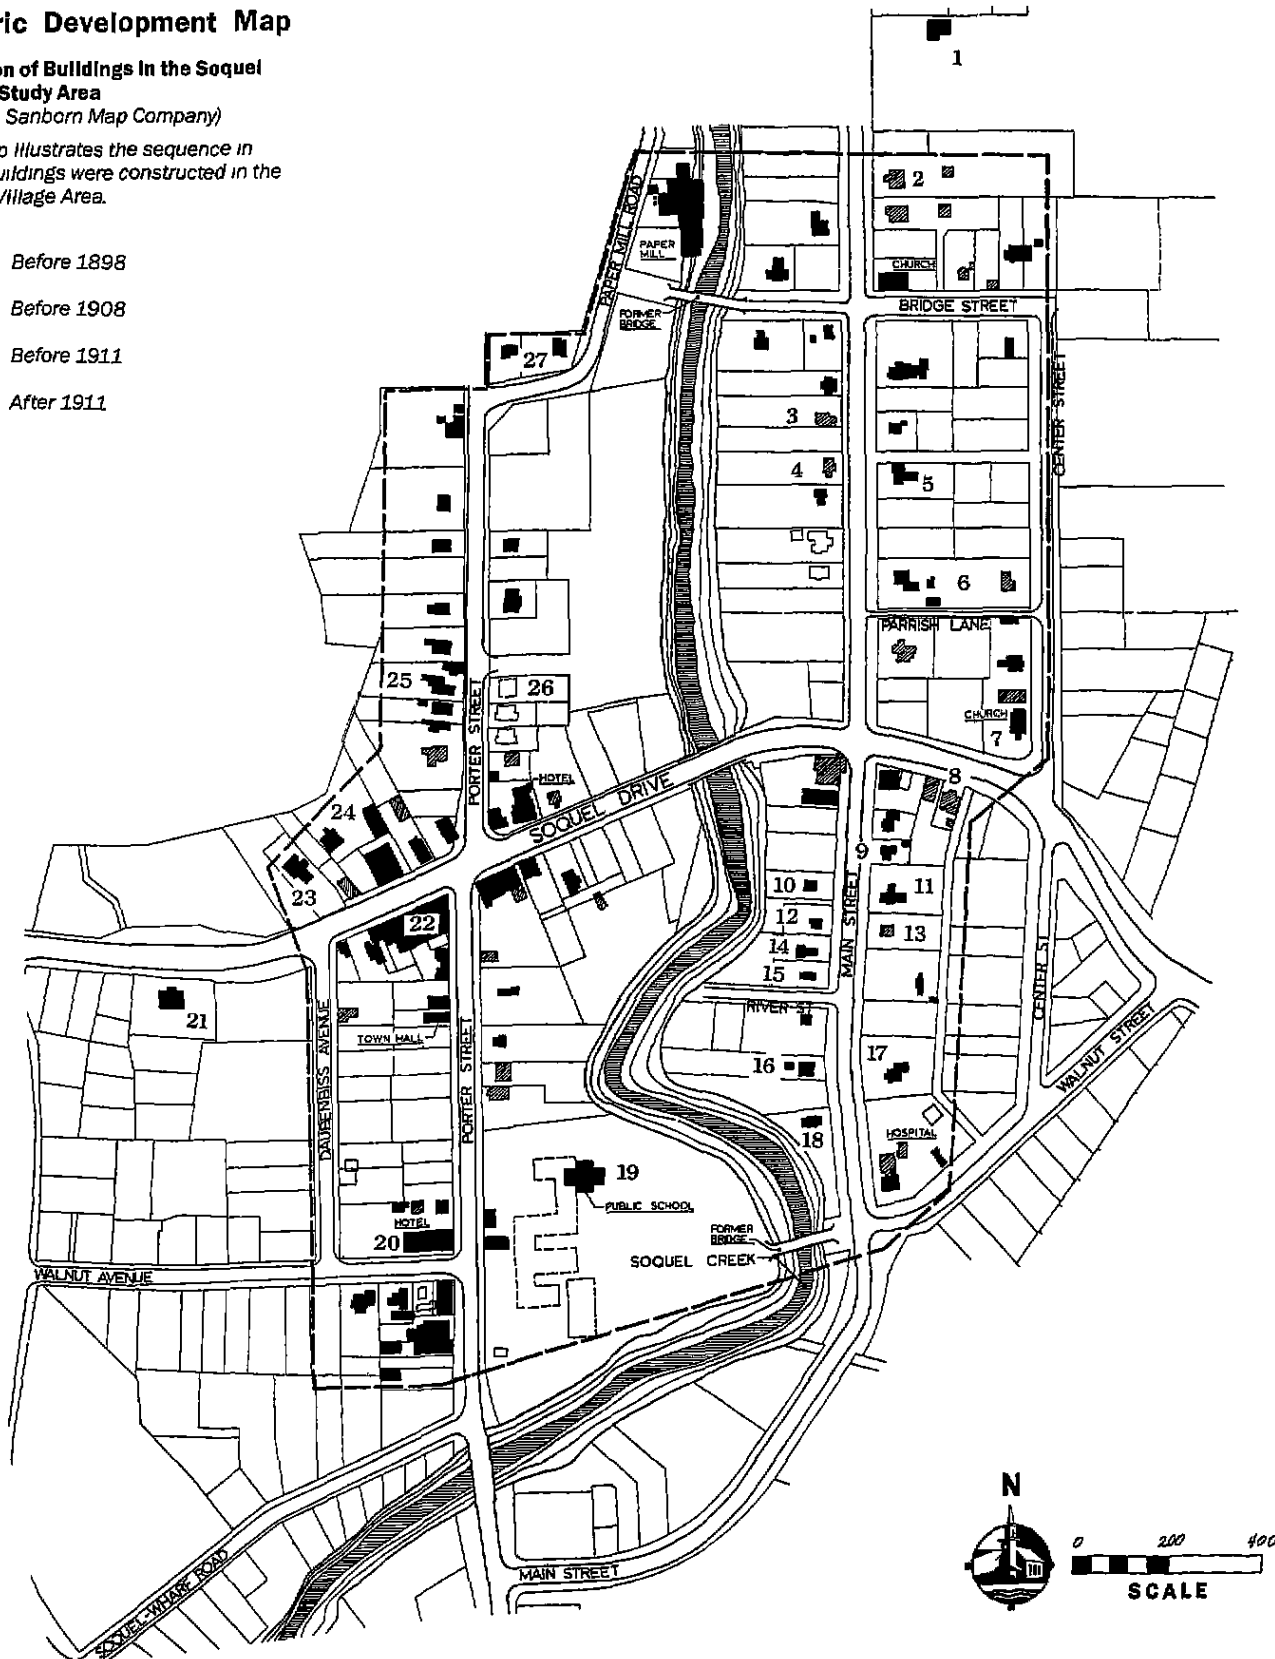 ric Development Map
on of Buildings in the Soquel
Study Area
Sanborn Map Company)
p illustrates the sequence in
uildings were constructed in the
Village Area.
Before 1898
Before 1908
Before 1911
After 1911
1
2
PAPER MILL ROAD
PAPER
MILL
CHURCH
BRIDGE STREET
FORMER
BRIDGE
27
CENTER STREET
3
4
5
6
PARRISH LANE
25
26
PORTER STREET
CHURCH
7
HOTEL
SOQUEL DRIVE
8
24
23
9
10
11
12
13
14
15
MAIN STREET
22
RIVER ST
CENTER ST
21
DAUBENBISS AVENUE
TOWN HALL
PORTER STREET
16
17
WALNUT STREET
18
HOSPITAL
19
PUBLIC SCHOOL
HOTEL
20
FORMER
BRIDGE
SOQUEL CREEK
WALNUT AVENUE
N
0 200 400
SCALE
MAIN STREET
SOQUEL-WHARF ROAD